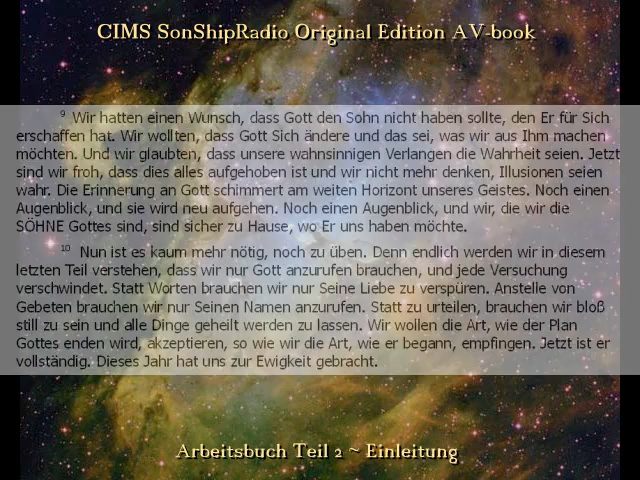 CIMS SonShipRadio Original Edition AV-book
9 Wir hatten einen Wunsch, dass Gott den Sohn nicht haben sollte, den Er für Sich
erschaffen hat. Wir wollten, dass Gott Sich ändere und das sei, was wir aus Ihm machen
möchten. Und wir glaubten, dass unsere wahnsinnigen Verlangen die Wahrheit seien. Jetzt
sind wir froh, dass dies alles aufgehoben ist und wir nicht mehr denken, Illusionen seien
wahr. Die Erinnerung an Gott schimmert am weiten Horizont unseres Geistes. Noch einen
Augenblick, und sie wird neu aufgehen. Noch einen Augenblick, und wir, die wir die
SÖHNE Gottes sind, sind sicher zu Hause, wo Er uns haben möchte.
10 Nun ist es kaum mehr nötig, noch zu üben. Denn endlich werden wir in diesem
letzten Teil verstehen, dass wir nur Gott anzurufen brauchen, und jede Versuchung
verschwindet. Statt Worten brauchen wir nur Seine Liebe zu verspüren. Anstelle von
Gebeten brauchen wir nur Seinen Namen anzurufen. Statt zu urteilen, brauchen wir bloß
still zu sein und alle Dinge geheilt werden zu lassen. Wir wollen die Art, wie der Plan
Gottes enden wird, akzeptieren, so wie wir die Art, wie er begann, empfingen. Jetzt ist er
vollständig. Dieses Jahr hat uns zur Ewigkeit gebracht.
Arbeitsbuch Teil 2 ~ Einleitung